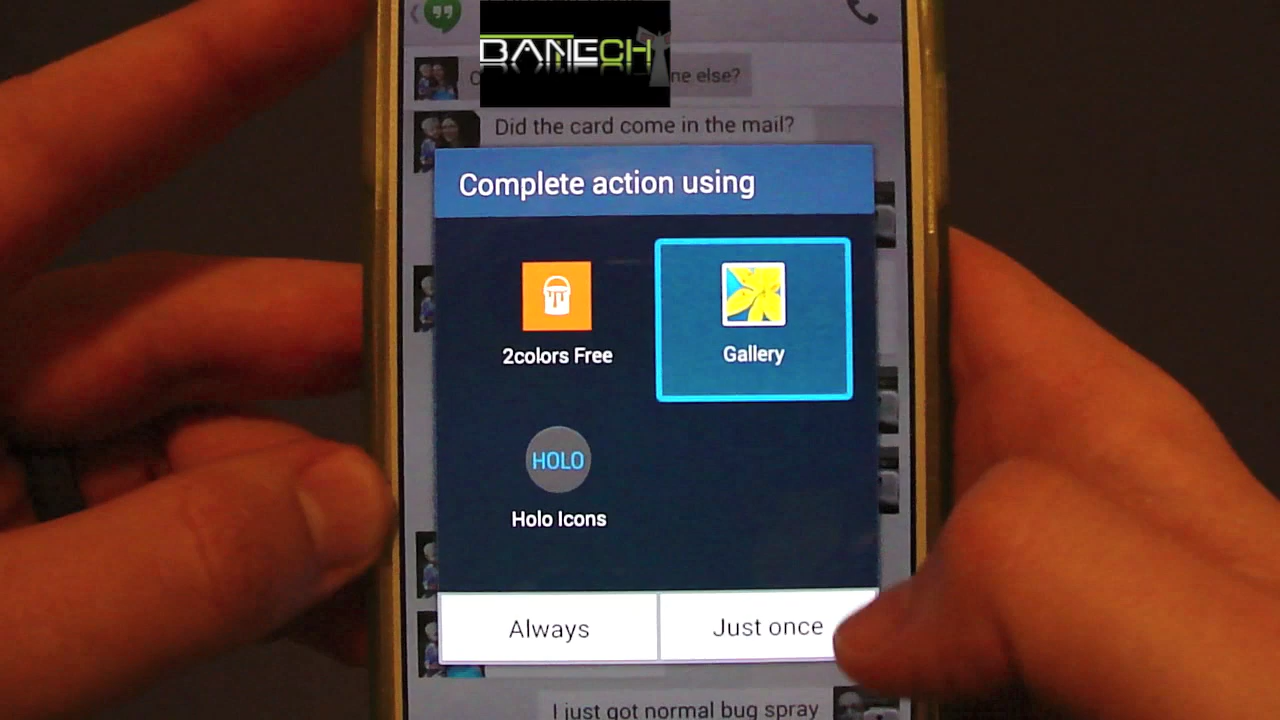 BANECH
ne else?
Did the card come in the mail?
Complete action using
2colors Free
Gallery
HOLO
Holo Icons
Always
Just once
I just got normal bug spray